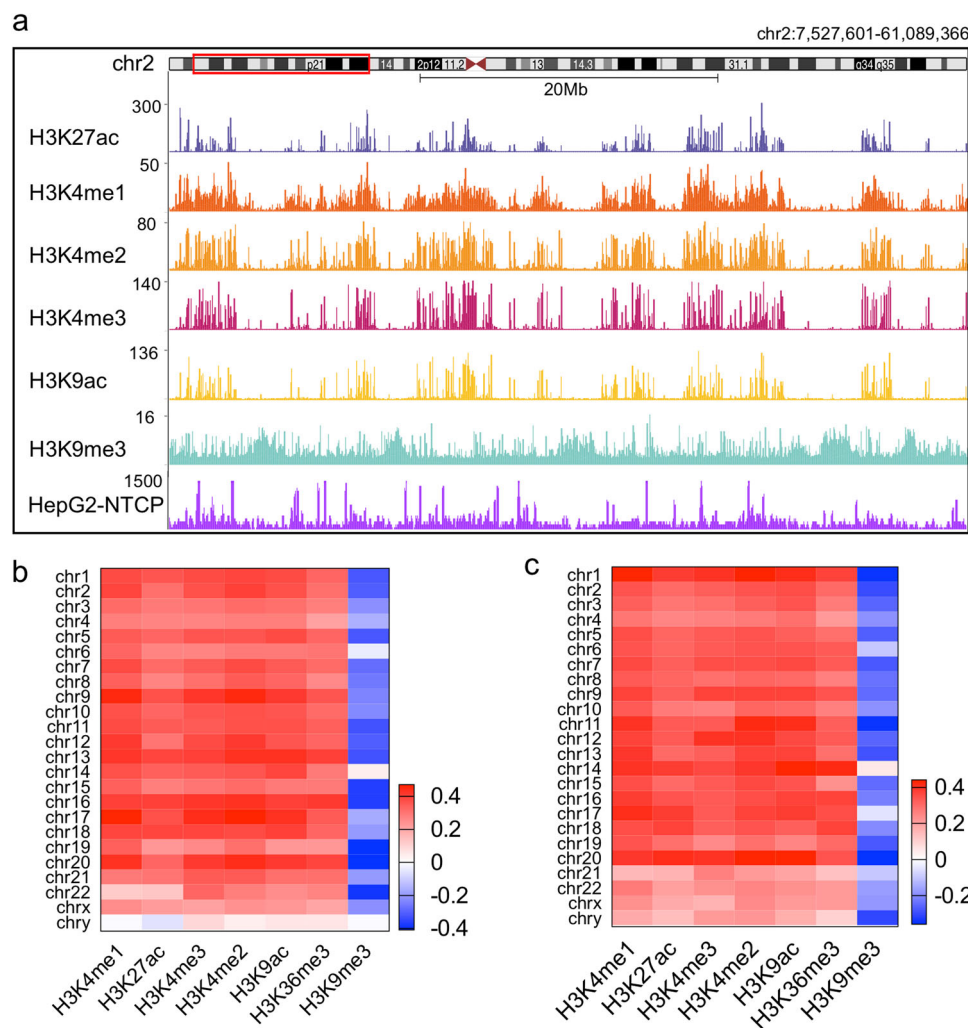 a
chr2:7,527,601-61,089,366
chr2
p21
14
2p12
11.2
13
14.3
31.1
q34
q35
20Mb
300
H3K27ac
50
H3K4me1
80
H3K4me2
140
H3K4me3
136
H3K9ac
16
H3K9me3
1500
HepG2-NTCP
b
chr1
chr2
chr3
chr4
chr5
chr6
chr7
chr8
chr9
chr10
chr11
chr12
chr13
chr14
chr15
chr16
chr17
chr18
chr19
chr20
chr21
chr22
chrx
chry
H3K4me1
H3K27ac
H3K4me3
H3K4me2
H3K9ac
H3K36me3
H3K9me3
0.4
0.2
0
-0.2
-0.4
c
chr1
chr2
chr3
chr4
chr5
chr6
chr7
chr8
chr9
chr10
chr11
chr12
chr13
chr14
chr15
chr16
chr17
chr18
chr19
chr20
chr21
chr22
chrx
chry
H3K4me1
H3K27ac
H3K4me3
H3K4me2
H3K9ac
H3K36me3
H3K9me3
0.4
0.2
0
-0.2